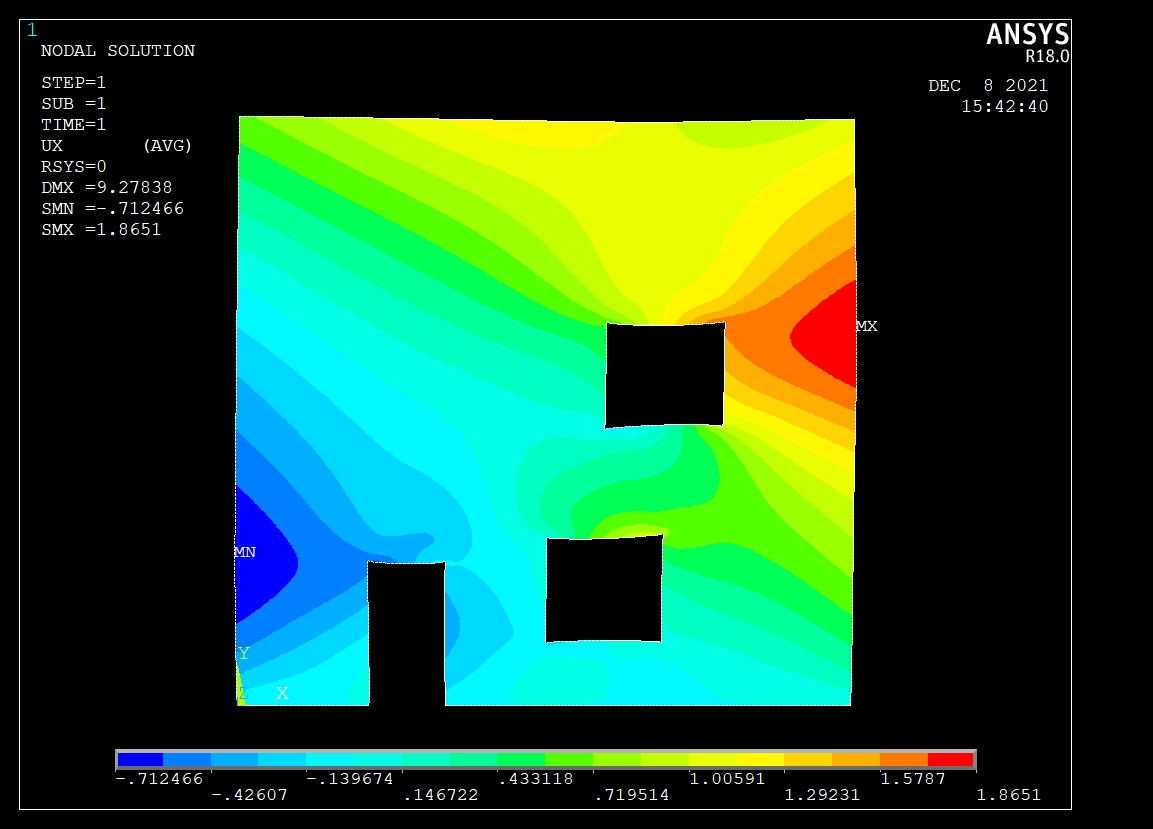 1
ANSYS
R18.0
NODAL SOLUTION
DEC  8 2021
15:42:40
STEP=1
SUB =1
TIME=1
UX       (AVG)
RSYS=0
DMX =9.27838
SMN =-.712466
SMX =1.8651
MX
MN
Y
Z X
-.712466 -.139674 .433118 1.00591 1.5787
-.42607 .146722 .719514 1.29231 1.8651